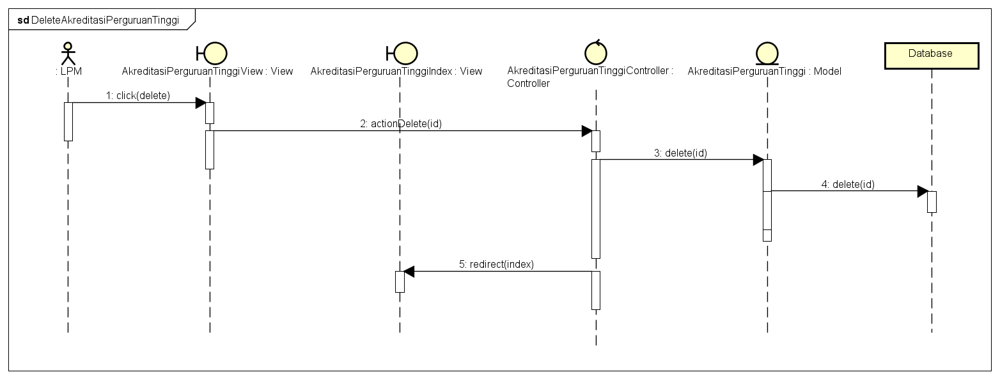 sd DeleteAkreditasiPerguruanTinggi
: LPM
AkreditasiPerguruanTinggiView : View
AkreditasiPerguruanTinggiIndex : View
AkreditasiPerguruanTinggiController :
Controller
AkreditasiPerguruanTinggi : Model
Database
1: click(delete)
2: actionDelete(id)
3: delete(id)
4: delete(id)
5: redirect(index)